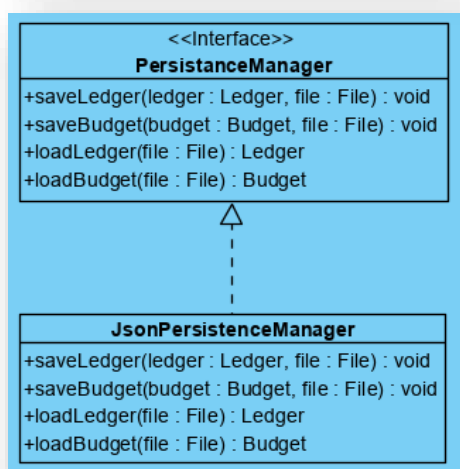 <<Interface>>
PersistanceManager
+saveLedger(ledger : Ledger, file : File) : void
+saveBudget(budget : Budget, file : File) : void
+loadLedger(file : File) : Ledger
+loadBudget(file : File) : Budget
JsonPersistenceManager
+saveLedger(ledger : Ledger, file : File) : void
+saveBudget(budget : Budget, file : File) : void
+loadLedger(file : File) : Ledger
+loadBudget(file : File) : Budget